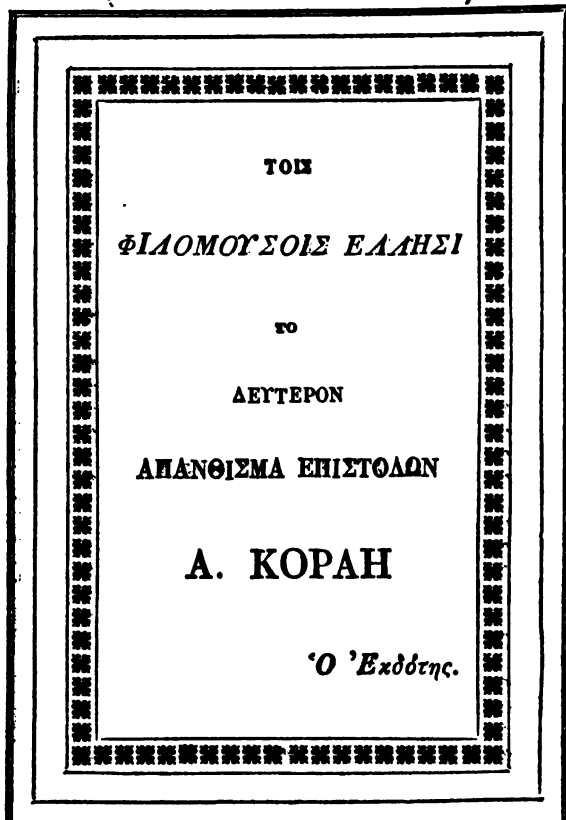 ΤΟΙΣ
ΦΙΛΟΜΟΥΣΟΙΣ ΕΛΛΗΣΙ
ΤΟ
ΔΕΥΤΕΡΟΝ
ΑΠΑΝΘΙΣΜΑ ΕΠΙΣΤΟΛΩΝ
Α. ΚΟΡΑΗ
Ὁ Ἐκδότης.